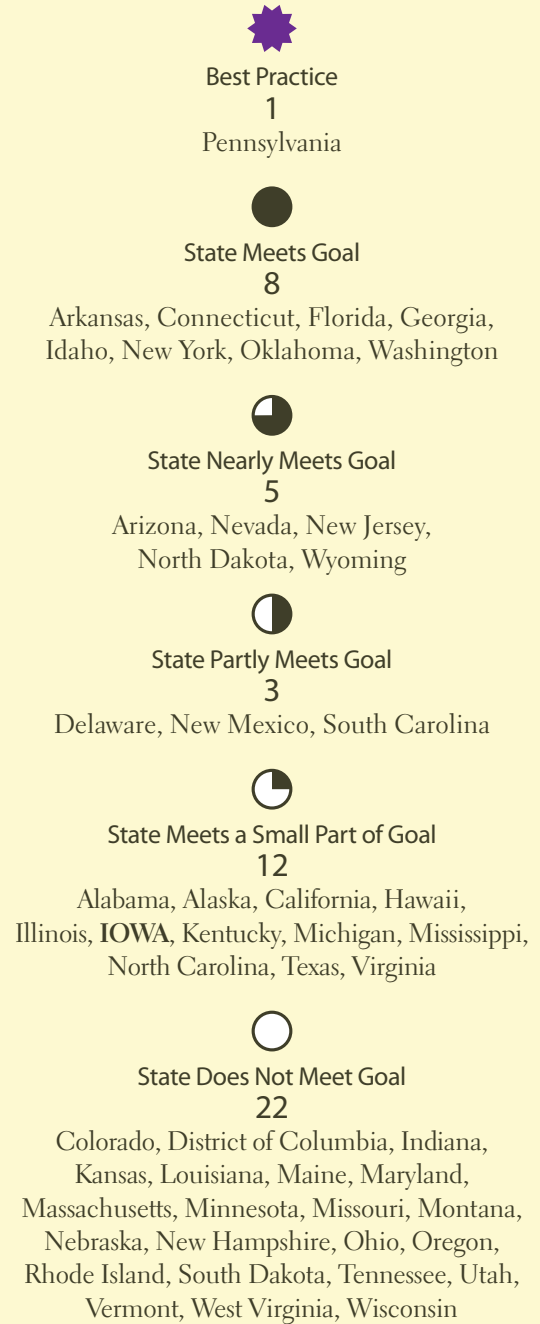 Best Practice
1
Pennsylvania
State Meets Goal
8
Arkansas, Connecticut, Florida, Georgia,
Idaho, New York, Oklahoma, Washington
State Nearly Meets Goal
5
Arizona, Nevada, New Jersey,
North Dakota, Wyoming
State Partly Meets Goal
3
Delaware, New Mexico, South Carolina
State Meets a Small Part of Goal
12
Alabama, Alaska, California, Hawaii,
Illinois, IOWA, Kentucky, Michigan, Mississippi,
North Carolina, Texas, Virginia
State Does Not Meet Goal
22
Colorado, District of Columbia, Indiana,
Kansas, Louisiana, Maine, Maryland,
Massachusetts, Minnesota, Missouri, Montana,
Nebraska, New Hampshire, Ohio, Oregon,
Rhode Island, South Dakota, Tennessee, Utah,
Vermont, West Virginia, Wisconsin